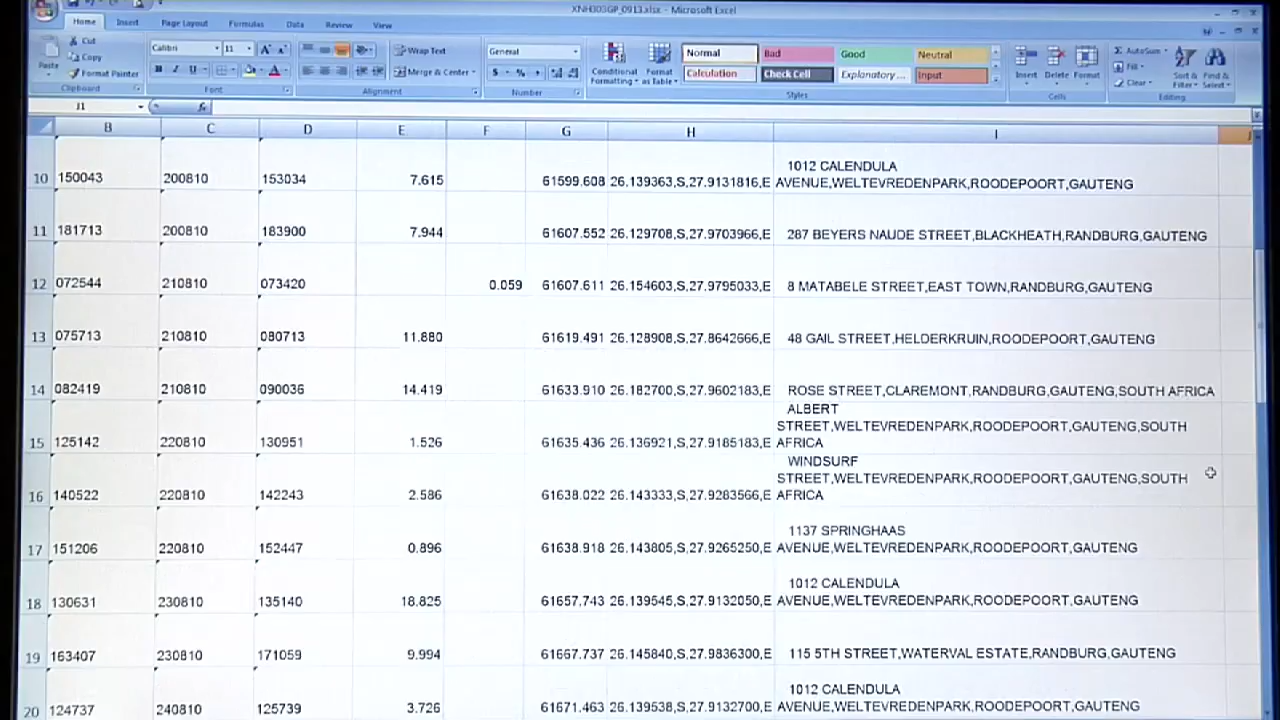 XNH303GP_0913.xlsx - Microsoft Excel
Home Insert Page Layout Formulas Data Review View
Cut
Copy
Format Painter
Paste
Clipboard
Calibri 11
B I U
Font
Wrap Text
Merge & Center
Alignment
General
$ % ,
Number
Conditional Formatting
Format as Table
Normal Bad Good Neutral
Calculation Check Cell Explanatory ... Input
Styles
Insert Delete Format
Cells
AutoSum
Fill
Clear
Sort & Filter
Find & Select
Editing
J1 fx
B C D E F G H I
10 150043 200810 153034 7.615 61599.608 26.139363,S,27.9131816,E 1012 CALENDULA
AVENUE,WELTEVREDENPARK,ROODEPOORT,GAUTENG
11 181713 200810 183900 7.944 61607.552 26.129708,S,27.9703966,E 287 BEYERS NAUDE STREET,BLACKHEATH,RANDBURG,GAUTENG
12 072544 210810 073420 0.059 61607.611 26.154603,S,27.9795033,E 8 MATABELE STREET,EAST TOWN,RANDBURG,GAUTENG
13 075713 210810 080713 11.880 61619.491 26.128908,S,27.8642666,E 48 GAIL STREET,HELDERKRUIN,ROODEPOORT,GAUTENG
14 082419 210810 090036 14.419 61633.910 26.182700,S,27.9602183,E ROSE STREET,CLAREMONT,RANDBURG,GAUTENG,SOUTH AFRICA
ALBERT
STREET,WELTEVREDENPARK,ROODEPOORT,GAUTENG,SOUTH
15 125142 220810 130951 1.526 61635.436 26.136921,S,27.9185183,E AFRICA
WINDSURF
STREET,WELTEVREDENPARK,ROODEPOORT,GAUTENG,SOUTH
16 140522 220810 142243 2.586 61638.022 26.143333,S,27.9283566,E AFRICA
1137 SPRINGHAAS
17 151206 220810 152447 0.896 61638.918 26.143805,S,27.9265250,E AVENUE,WELTEVREDENPARK,ROODEPOORT,GAUTENG
1012 CALENDULA
18 130631 230810 135140 18.825 61657.743 26.139545,S,27.9132050,E AVENUE,WELTEVREDENPARK,ROODEPOORT,GAUTENG
19 163407 230810 171059 9.994 61667.737 26.145840,S,27.9836300,E 115 5TH STREET,WATERVAL ESTATE,RANDBURG,GAUTENG
1012 CALENDULA
20 124737 240810 125739 3.726 61671.463 26.139538,S,27.9132700,E AVENUE,WELTEVREDENPARK,ROODEPOORT,GAUTENG